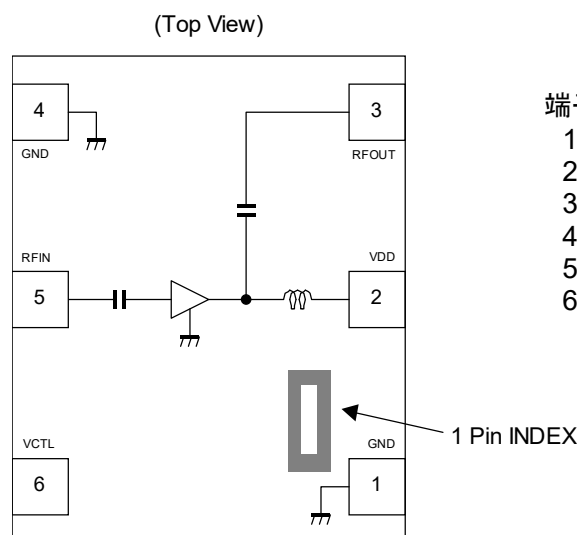 (Top View)
4
GND
3
RFOUT
端
1
2
3
4
5
6
RFIN
5
VDD
2
VCTL
6
GND
1
1 Pin INDEX